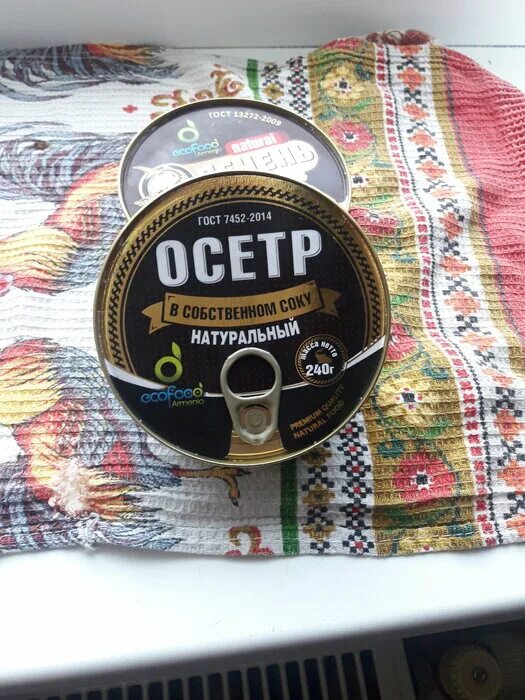 ГОСТ 13272-2009
ecofood
Armenia
natural
ГОСТ 7452-2014
ОСЕТР
В СОБСТВЕННОМ СОКУ
НАТУРАЛЬНЫЙ
масса нетто
240г
ecofood
Armenia
PREMIUM QUALITY
NATURAL FOOD